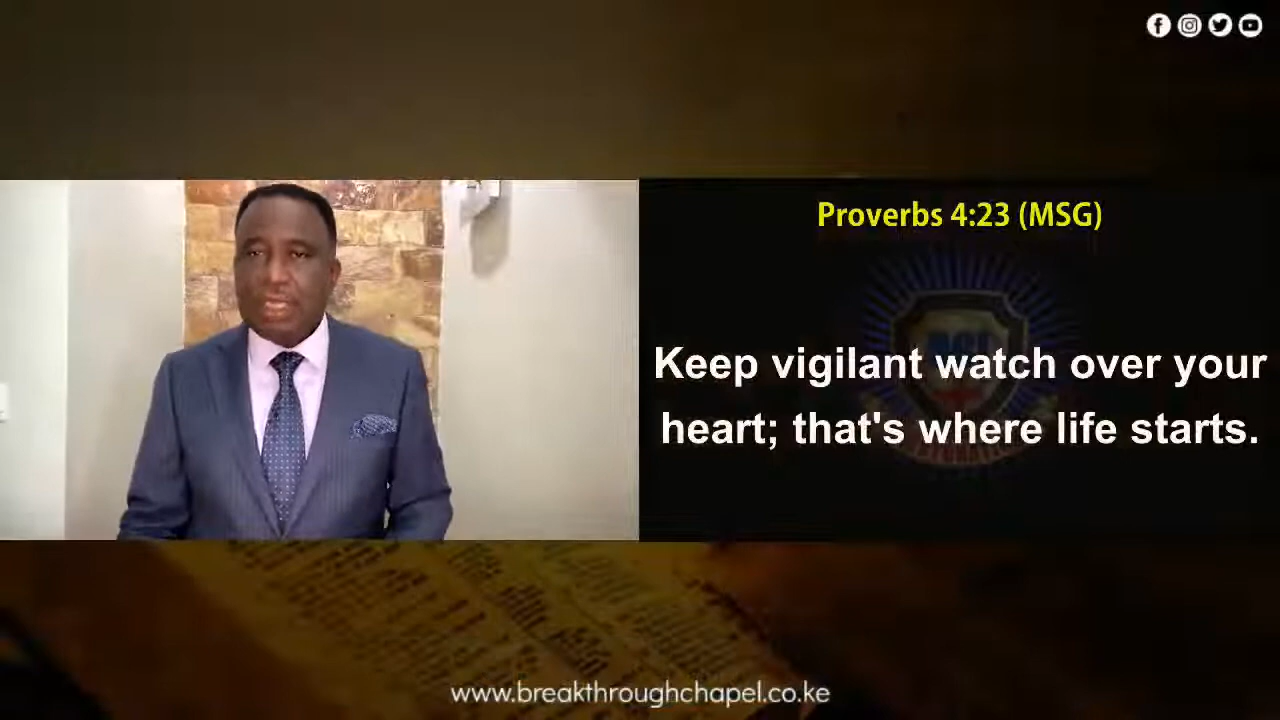 Proverbs 4:23 (MSG)
Keep vigilant watch over your
heart; that's where life starts.
www.breakthroughchapel.co.ke